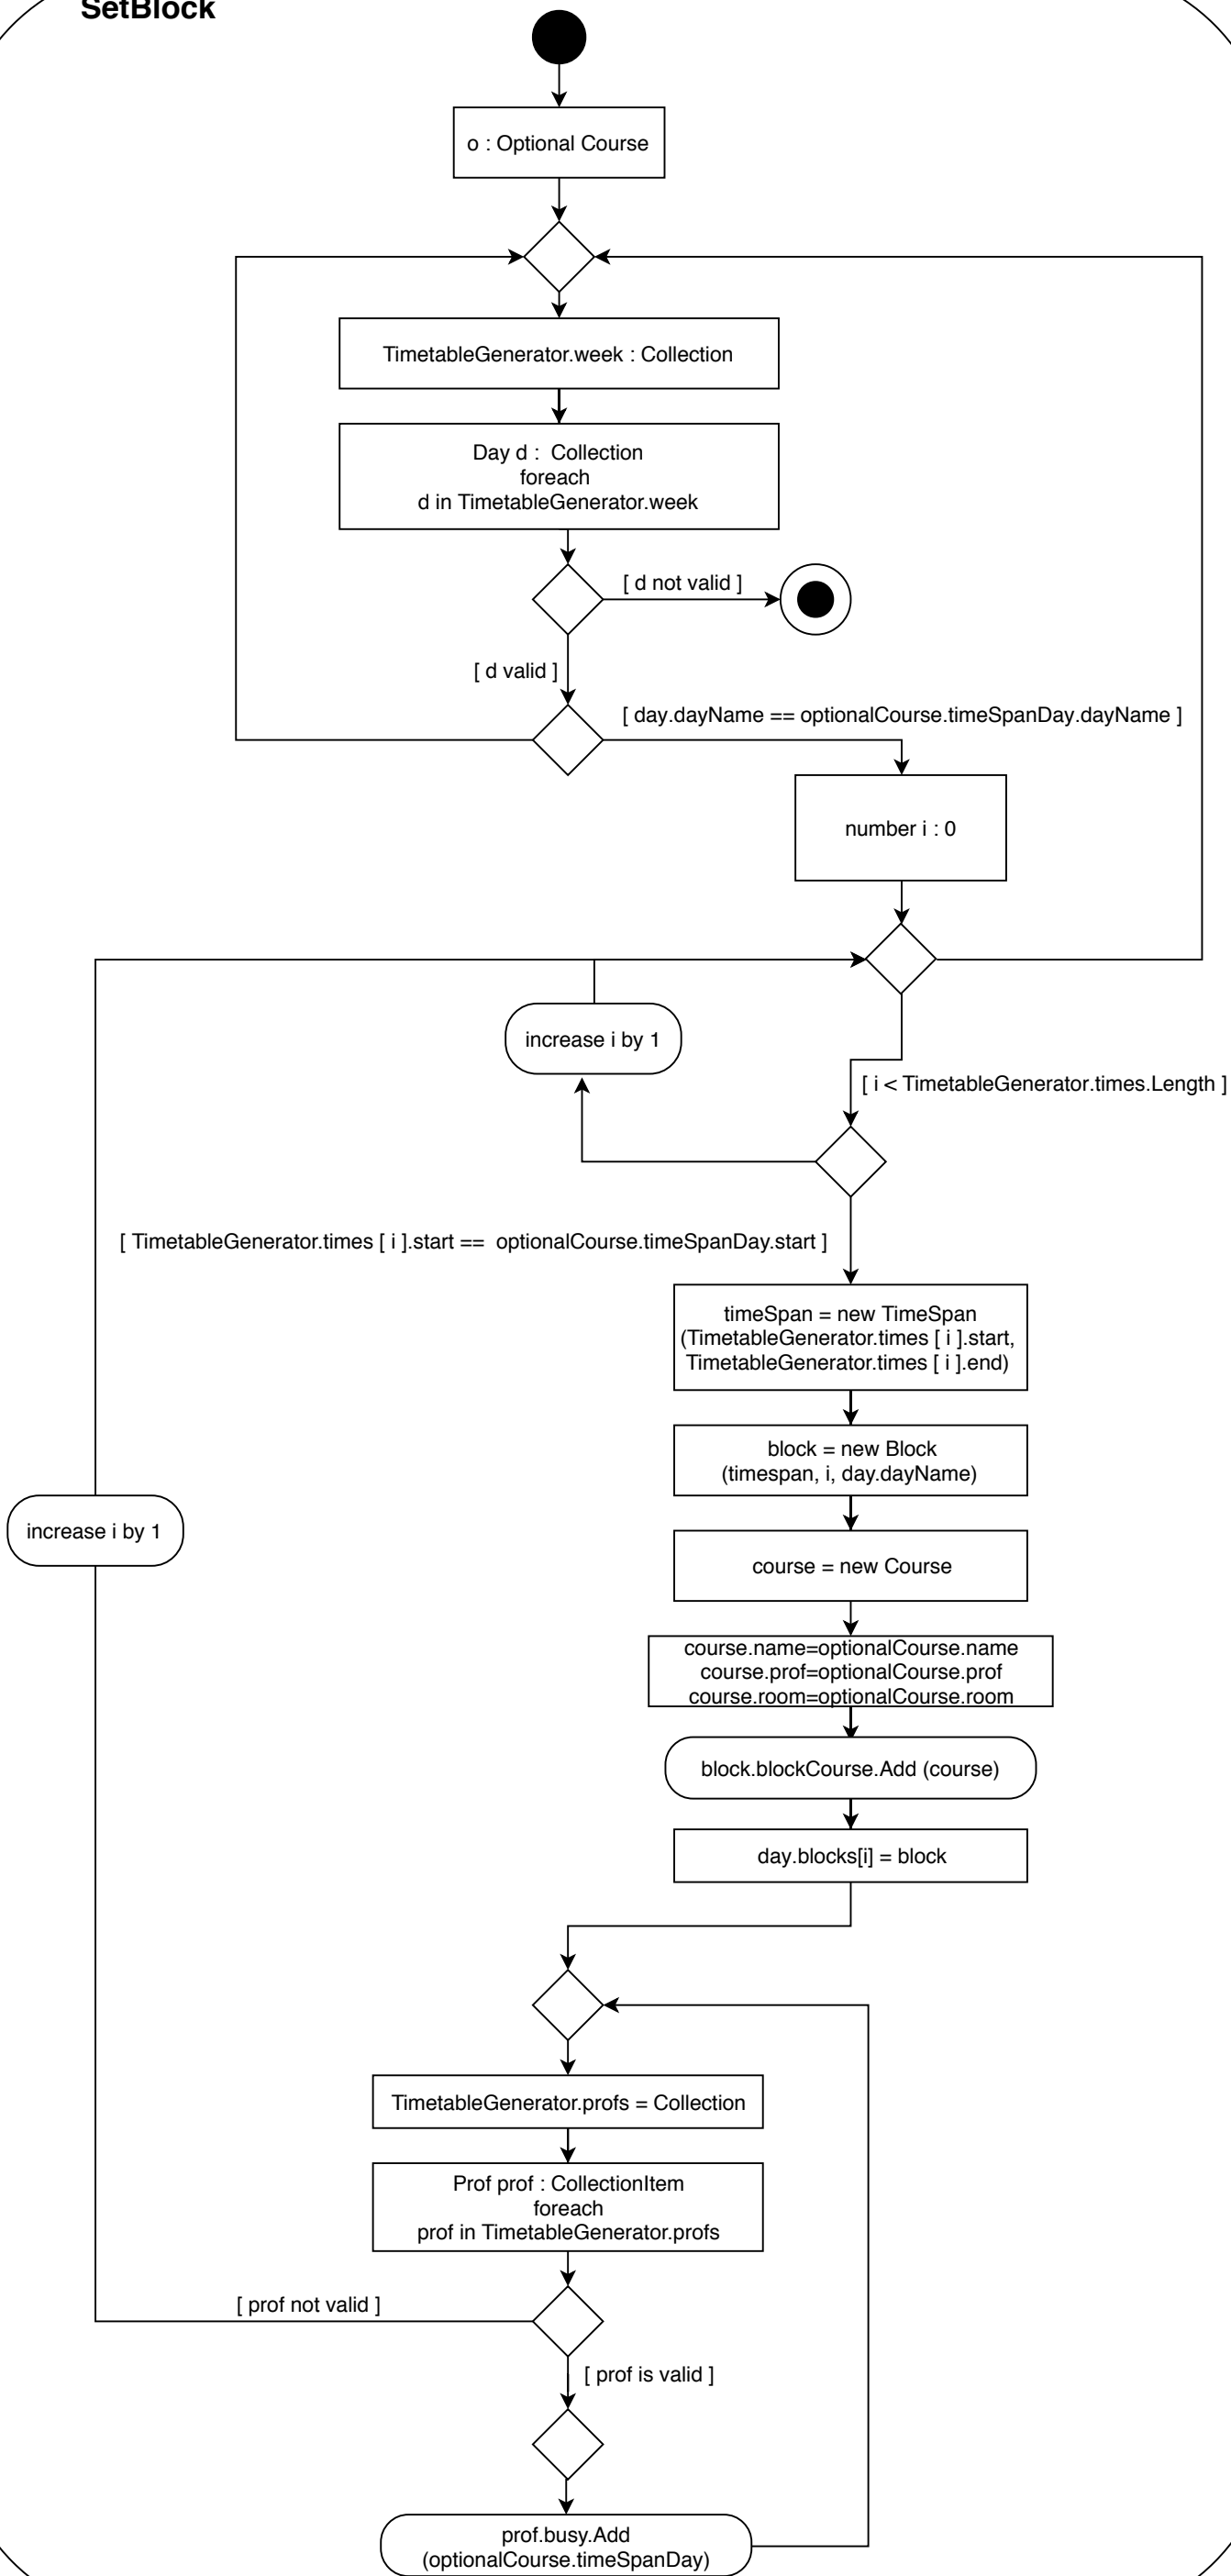 SetBlock
o : Optional Course
TimetableGenerator.week : Collection
Day d :  Collection
foreach
d in TimetableGenerator.week
[ d not valid ]
[ d valid ]
[ day.dayName == optionalCourse.timeSpanDay.dayName ]
number i : 0
increase i by 1
[ i < TimetableGenerator.times.Length ]
[ TimetableGenerator.times [ i ].start ==  optionalCourse.timeSpanDay.start ]
timeSpan = new TimeSpan
(TimetableGenerator.times [ i ].start,
TimetableGenerator.times [ i ].end)
block = new Block
(timespan, i, day.dayName)
increase i by 1
course = new Course
course.name=optionalCourse.name
course.prof=optionalCourse.prof
course.room=optionalCourse.room
block.blockCourse.Add (course)
day.blocks[i] = block
TimetableGenerator.profs = Collection
Prof prof : CollectionItem
foreach
prof in TimetableGenerator.profs
[ prof not valid ]
[ prof is valid ]
prof.busy.Add
(optionalCourse.timeSpanDay)